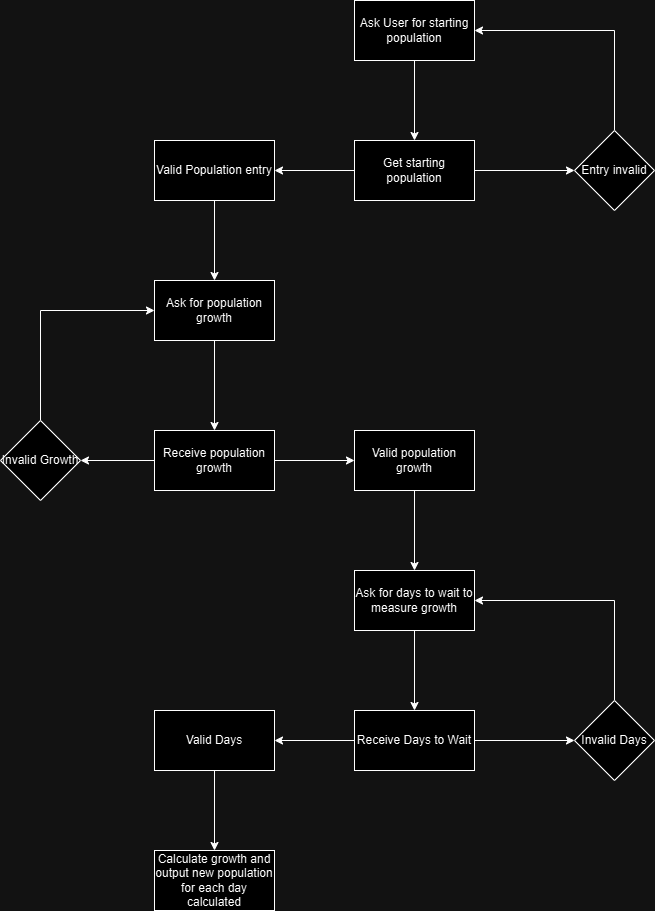 Ask User for starting
population
Valid Population entry
Get starting
population
Entry invalid
Ask for population
growth
Invalid Growth
Receive population
growth
Valid population
growth
Ask for days to wait to
measure growth
Valid Days
Receive Days to Wait
Invalid Days
Calculate growth and
output new population
for each day
calculated